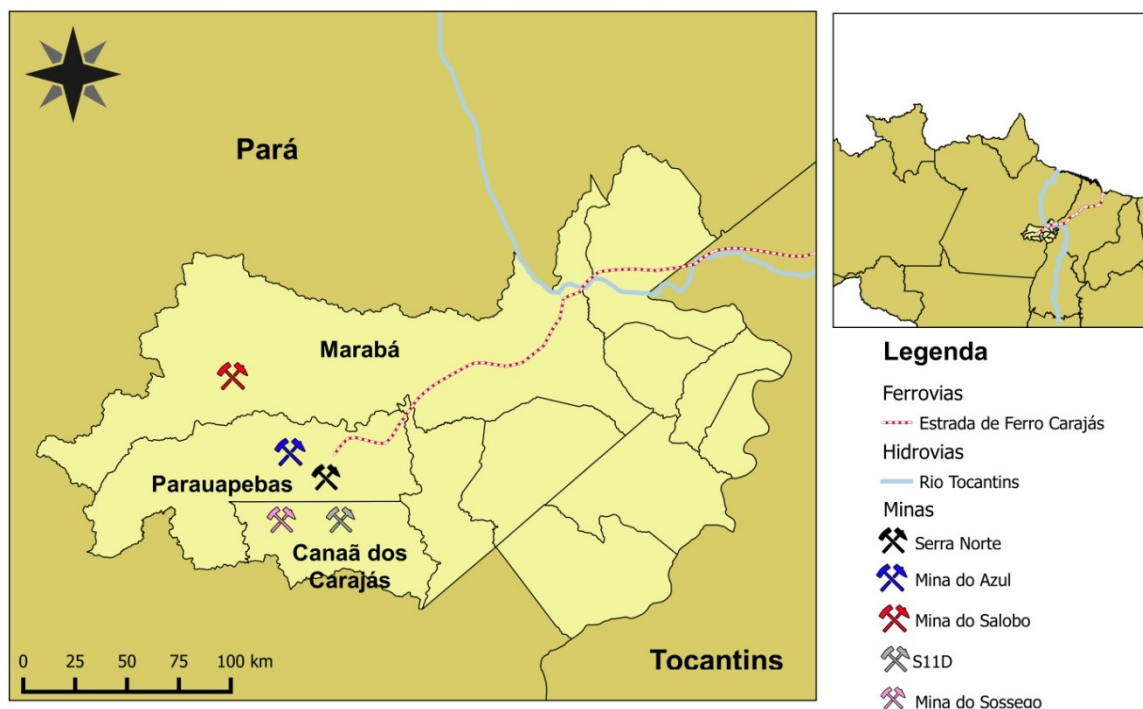 Pará
Marabá
Parauapebas
Canaã dos
Carajás
Tocantins
0 25 50 75 100 km
Legenda
Ferrovias
Estrada de Ferro Carajás
Hidrovias
Rio Tocantins
Minas
Serra Norte
Mina do Azul
Mina do Salobo
S11D
Mina do Sossego